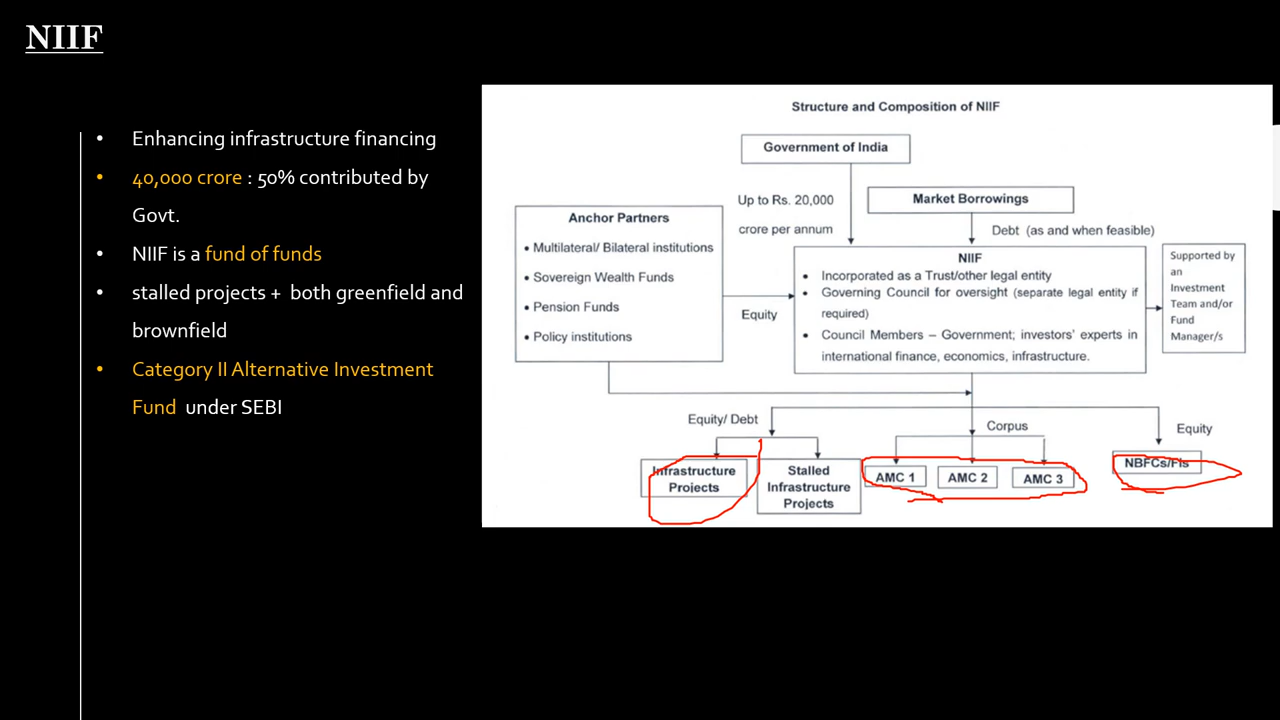 NIIF
• Enhancing infrastructure financing
• 40,000 crore : 50% contributed by
Govt.
• NIIF is a fund of funds
• stalled projects + both greenfield and
brownfield
• Category II Alternative Investment
Fund under SEBI
Structure and Composition of NIIF
Government of India
Up to Rs. 20,000
crore per annum
Market Borrowings
Debt (as and when feasible)
Anchor Partners
• Multilateral/ Bilateral institutions
• Sovereign Wealth Funds
• Pension Funds
• Policy institutions
Equity
NIIF
• Incorporated as a Trust/other legal entity
• Governing Council for oversight (separate legal entity if
required)
• Council Members – Government; investors' experts in
international finance, economics, infrastructure.
Supported by
an
Investment
Team and/or
Fund
Manager/s
Equity/ Debt
Corpus
Equity
Infrastructure
Projects
Stalled
Infrastructure
Projects
AMC 1
AMC 2
AMC 3
NBFCs/FIs